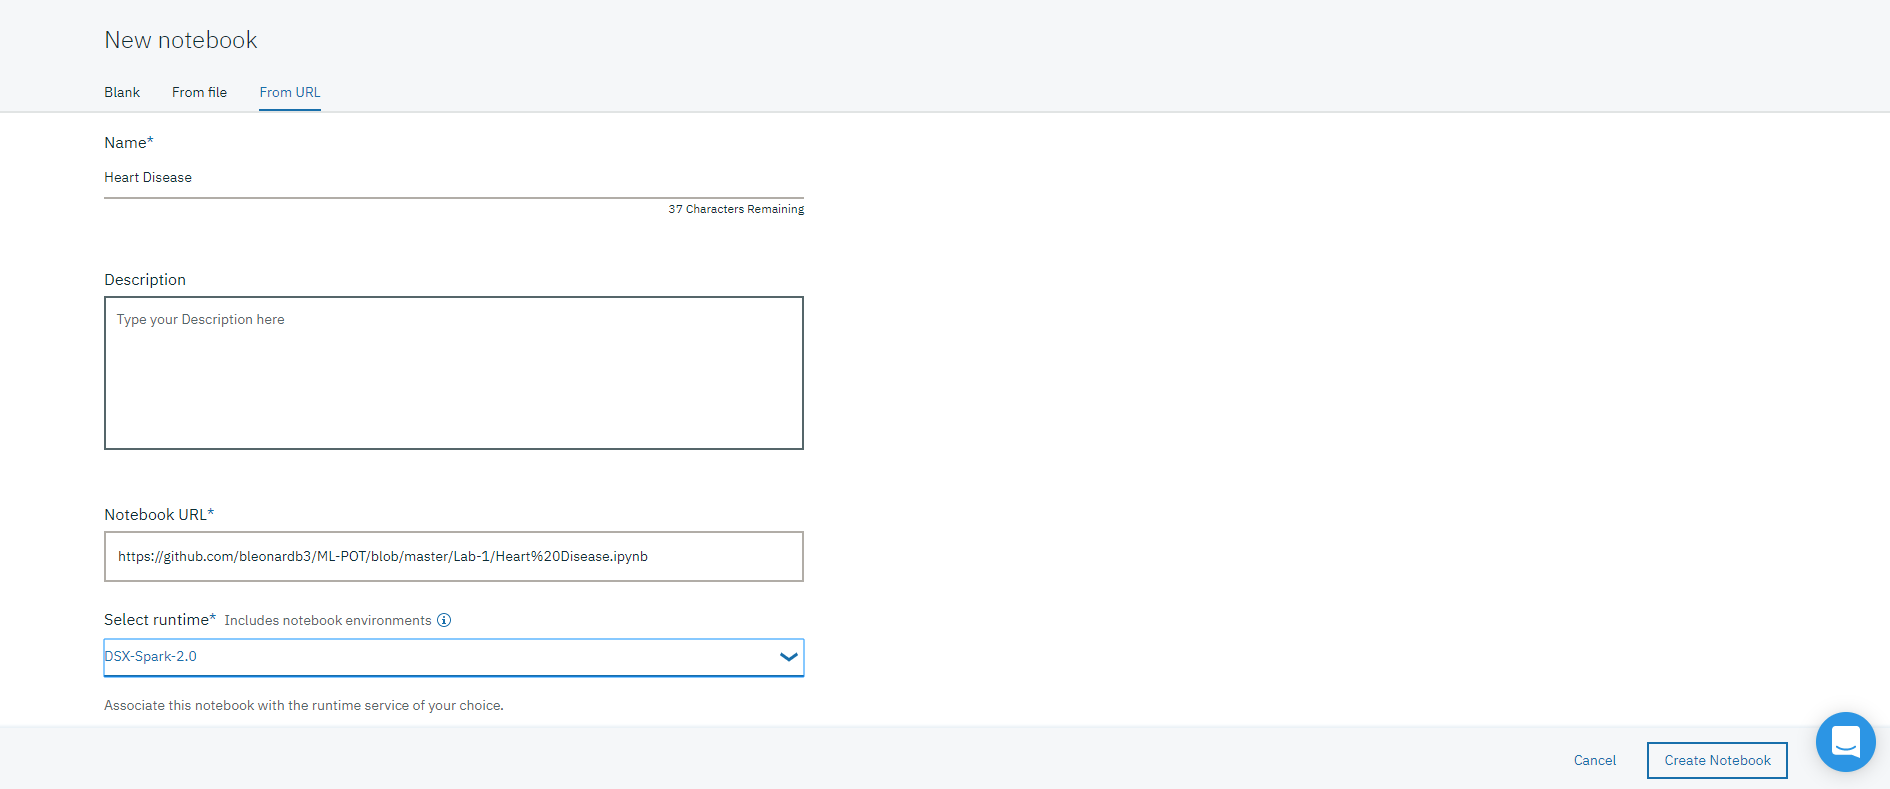 New notebook
Blank From file From URL
Name*
Heart Disease
37 Characters Remaining
Description
Type your Description here
Notebook URL*
https://github.com/bleonardb3/ML-POT/blob/master/Lab-1/Heart%20Disease.ipynb
Select runtime* Includes notebook environments
DSX-Spark-2.0
Associate this notebook with the runtime service of your choice.
Cancel Create Notebook